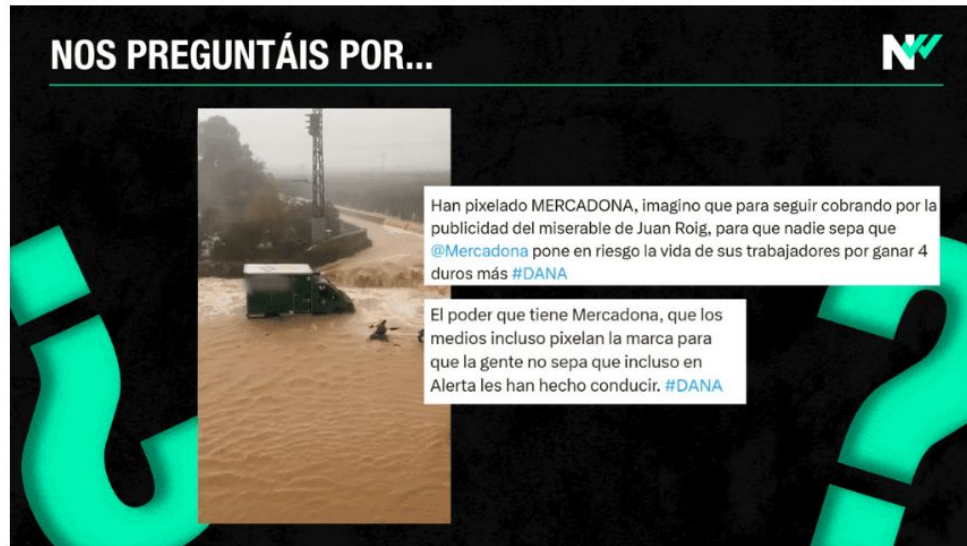 NOS PREGUNTÁIS POR...
N
Han pixelado MERCADONA, imagino que para seguir cobrando por la
publicidad del miserable de Juan Roig, para que nadie sepa que
@Mercadona pone en riesgo la vida de sus trabajadores por ganar 4
duros más #DANA
El poder que tiene Mercadona, que los
medios incluso pixelan la marca para
que la gente no sepa que incluso en
Alerta les han hecho conducir. #DANA